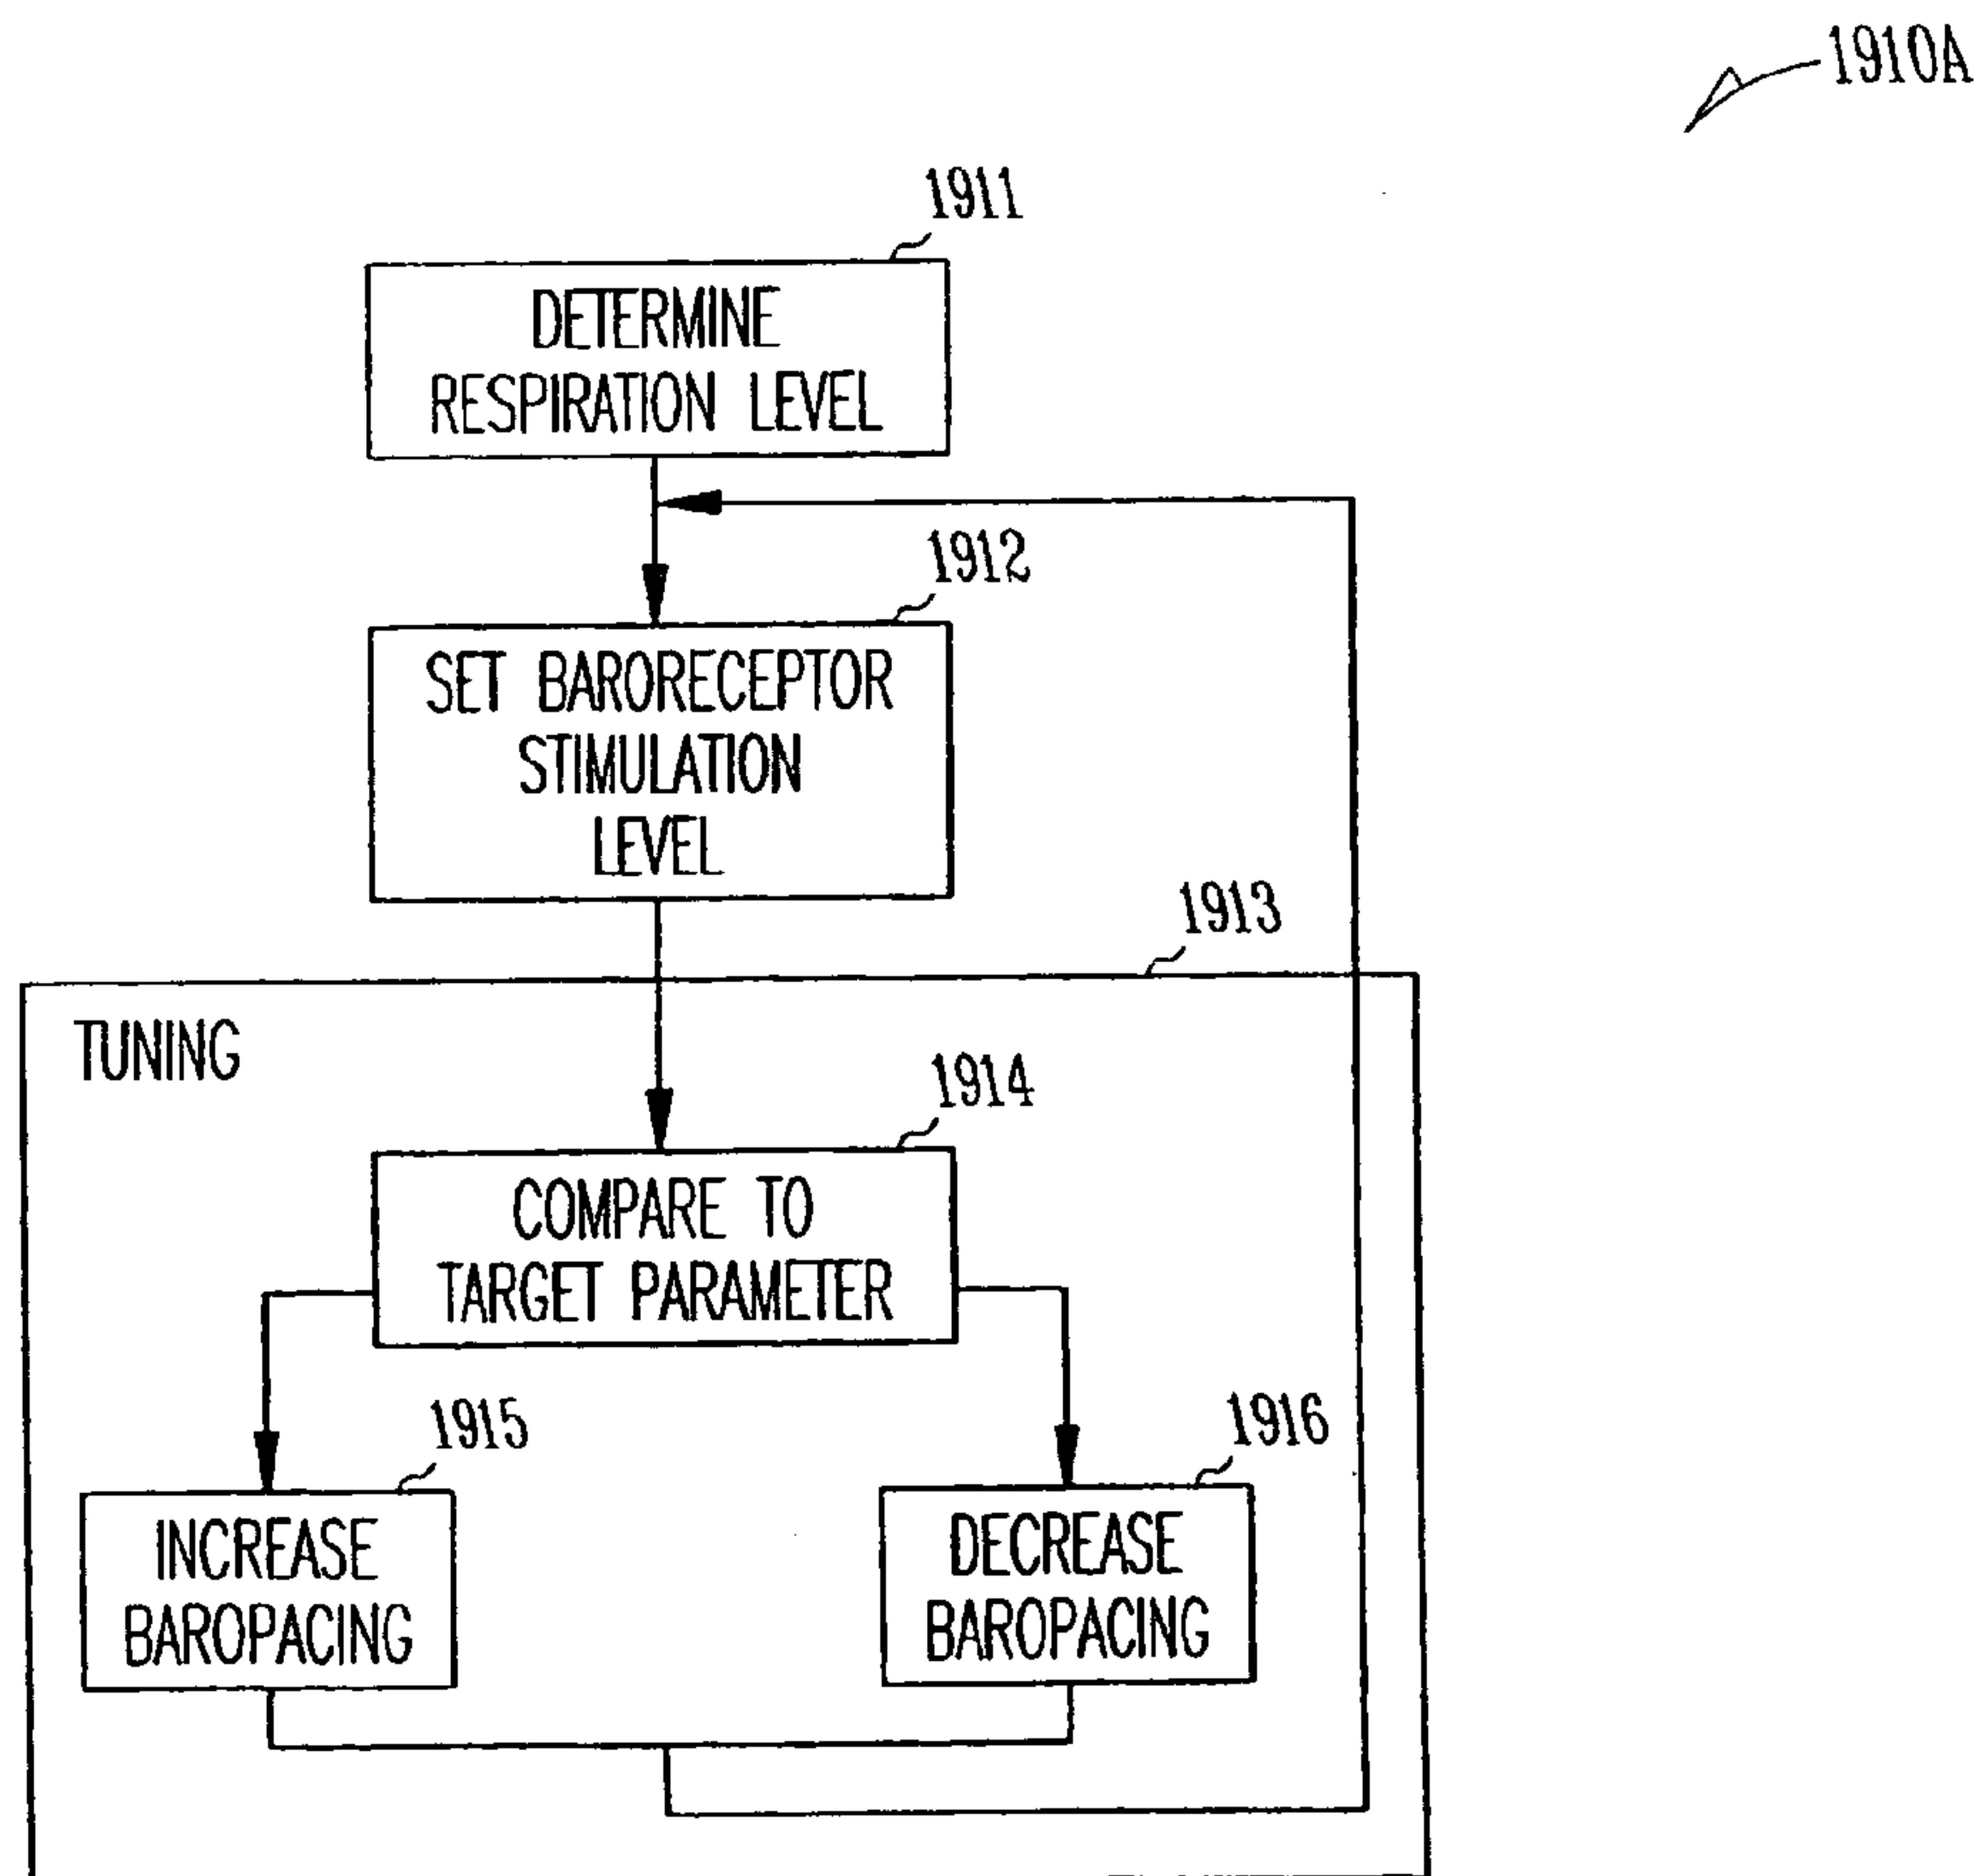 1910A
1911
DETERMINE
RESPIRATION LEVEL
1912
SET BARORECEPTOR
STIMULATION
LEVEL
1913
TUNING
1914
COMPARE TO
TARGET PARAMETER
1915
INCREASE
BAROPACING
1916
DECREASE
BAROPACING